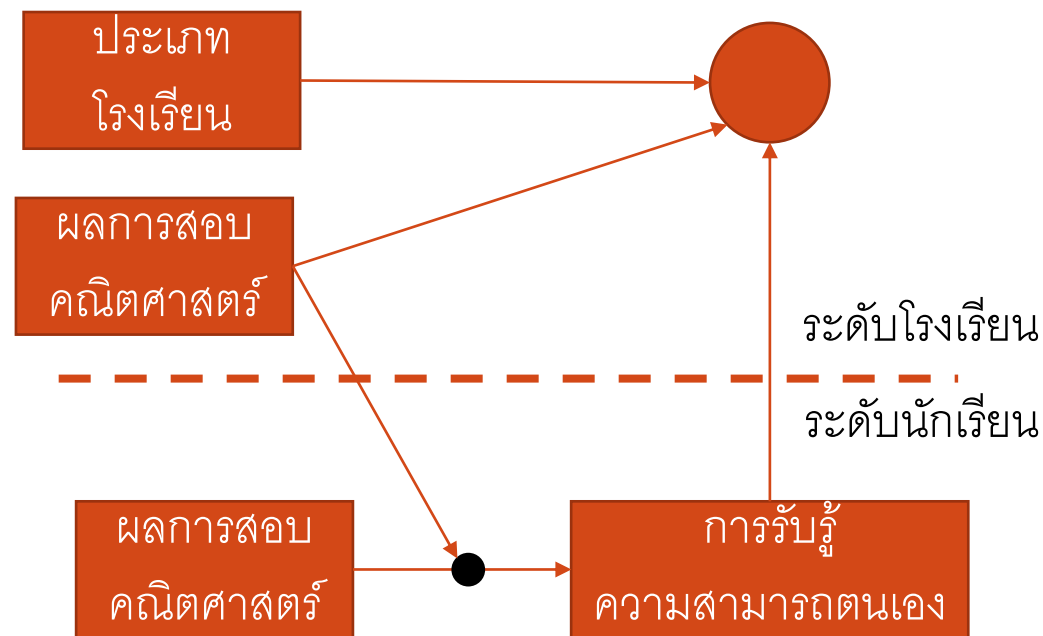 ประเภท
โรงเรียน
ผลการสอบ
คณิตศาสตร์
ระดับโรงเรียน
ระดับนักเรียน
ผลการสอบ
คณิตศาสตร์
การรับรู้
ความสามารถตนเอง